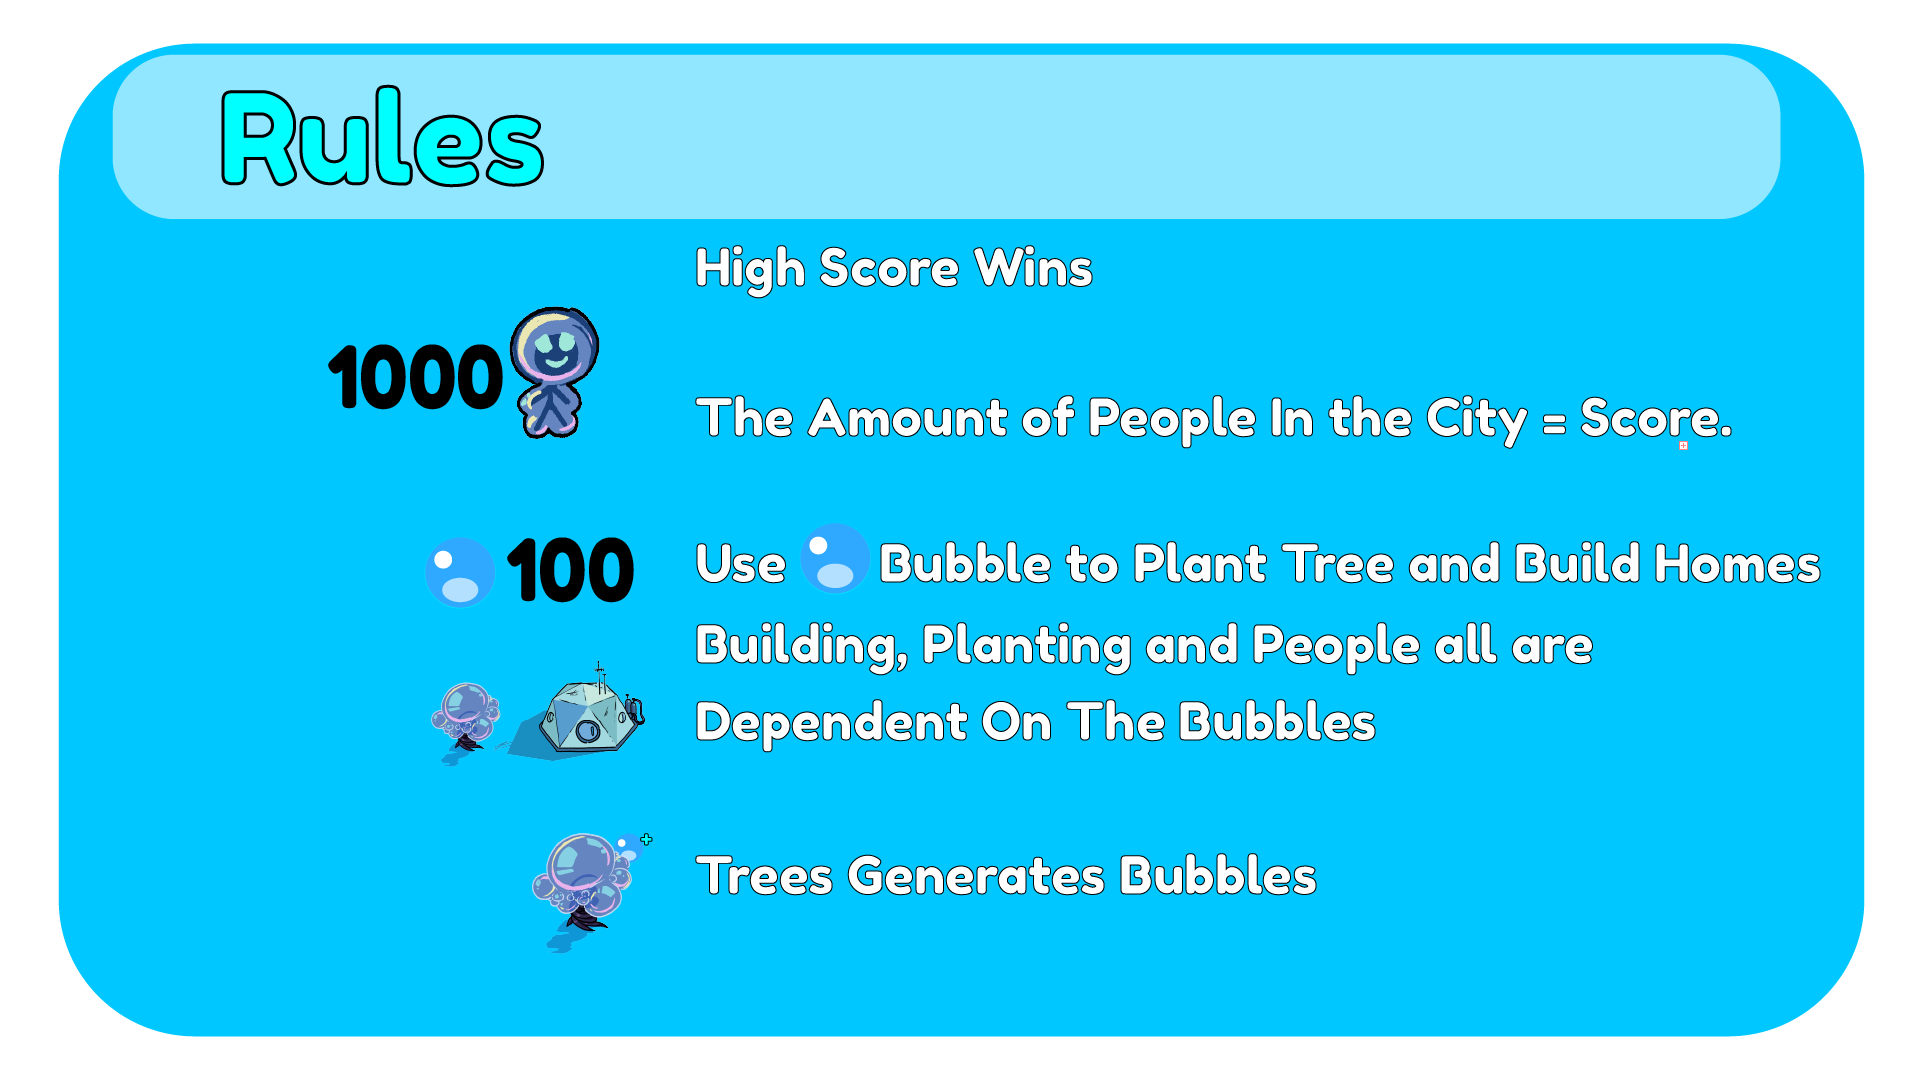 Rules
High Score Wins
1000
The Amount of People In the City = Score.
100
Use Bubble to Plant Tree and Build Homes
Building, Planting and People all are
Dependent On The Bubbles
Trees Generates Bubbles